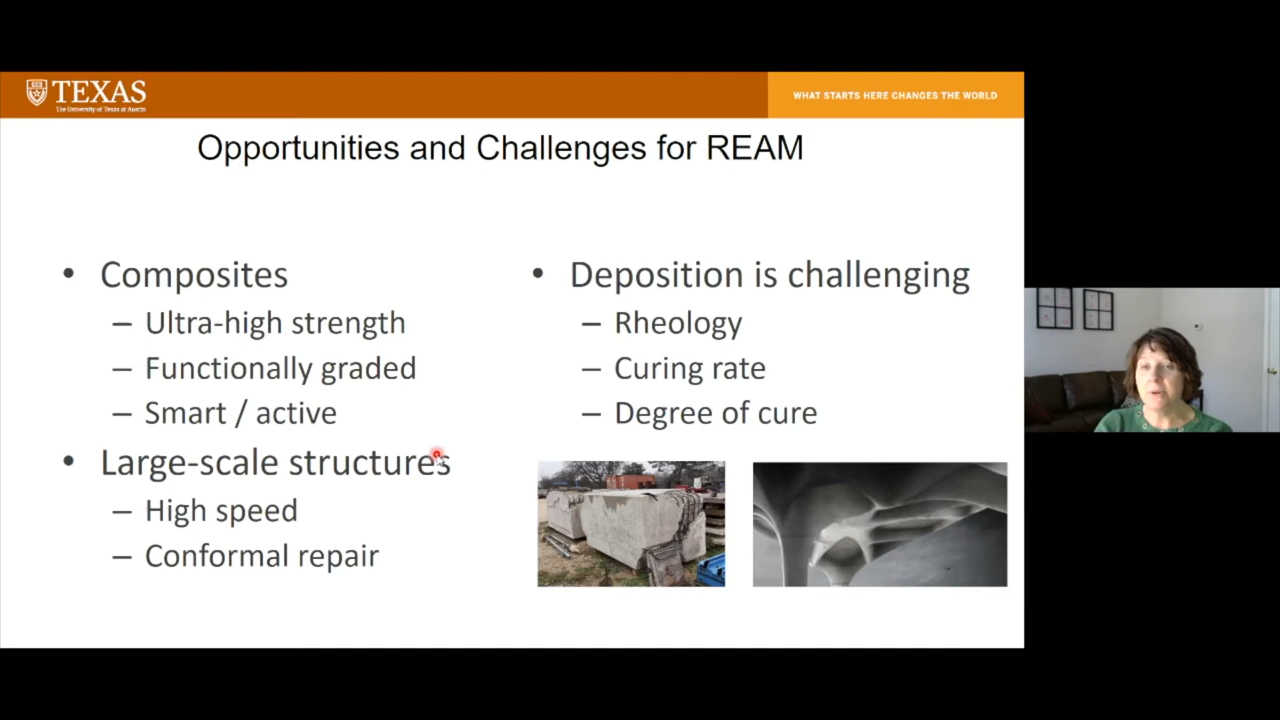 TEXAS
The University of Texas at Austin
WHAT STARTS HERE CHANGES THE WORLD
Opportunities and Challenges for REAM
• Composites
– Ultra-high strength
– Functionally graded
– Smart / active
• Large-scale structures
– High speed
– Conformal repair
• Deposition is challenging
– Rheology
– Curing rate
– Degree of cure